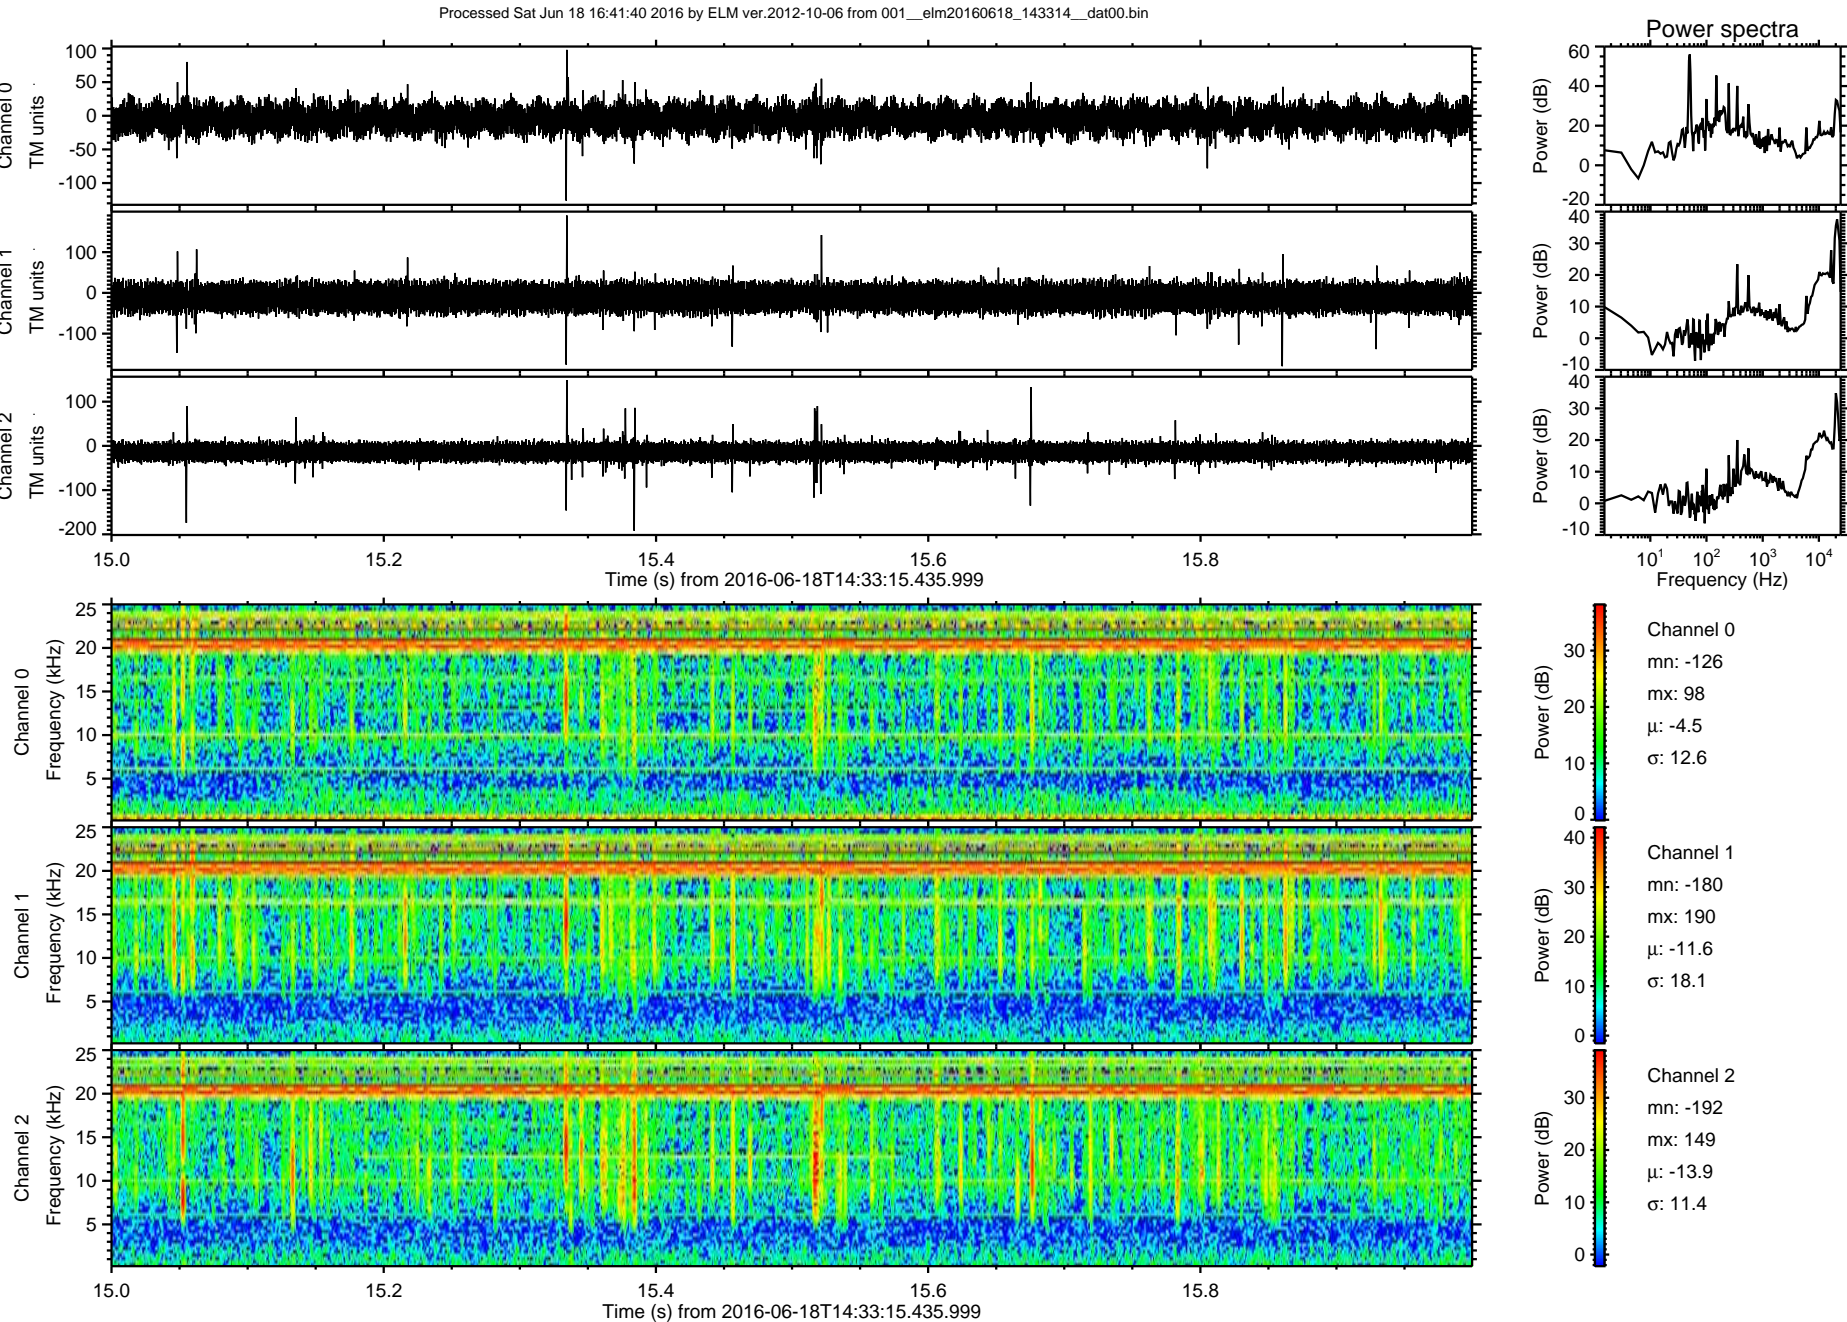 Processed Sat Jun 18 16:41:40 2016 by ELM ver.2012-10-06 from 001__elm20160618_143314__dat00.bin
Power spectra
Channel 0
TM units
100
50
0
-50
-100
Power (dB)
60
40
20
0
-20
Channel 1
TM units
100
0
-100
Power (dB)
40
30
20
10
0
-10
Channel 2
TM units
100
0
-100
-200
Power (dB)
40
30
20
10
0
-10
15.0 15.2 15.4 15.6 15.8
Time (s) from 2016-06-18T14:33:15.435.999
10¹ 10² 10³ 10⁴
Frequency (Hz)
Channel 0
Frequency (kHz)
25
20
15
10
5
Power (dB)
30
20
10
0
Channel 0
mn: -126
mx: 98
µ: -4.5
σ: 12.6
Channel 1
Frequency (kHz)
25
20
15
10
5
Power (dB)
40
30
20
10
0
Channel 1
mn: -180
mx: 190
µ: -11.6
σ: 18.1
Channel 2
Frequency (kHz)
25
20
15
10
5
Power (dB)
30
20
10
0
Channel 2
mn: -192
mx: 149
µ: -13.9
σ: 11.4
15.0 15.2 15.4 15.6 15.8
Time (s) from 2016-06-18T14:33:15.435.999